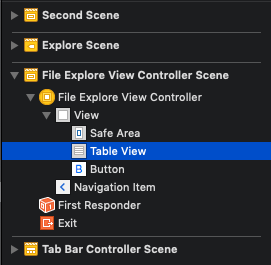 Second Scene
Explore Scene
File Explore View Controller Scene
File Explore View Controller
View
Safe Area
Table View
B Button
Navigation Item
First Responder
Exit
Tab Bar Controller Scene